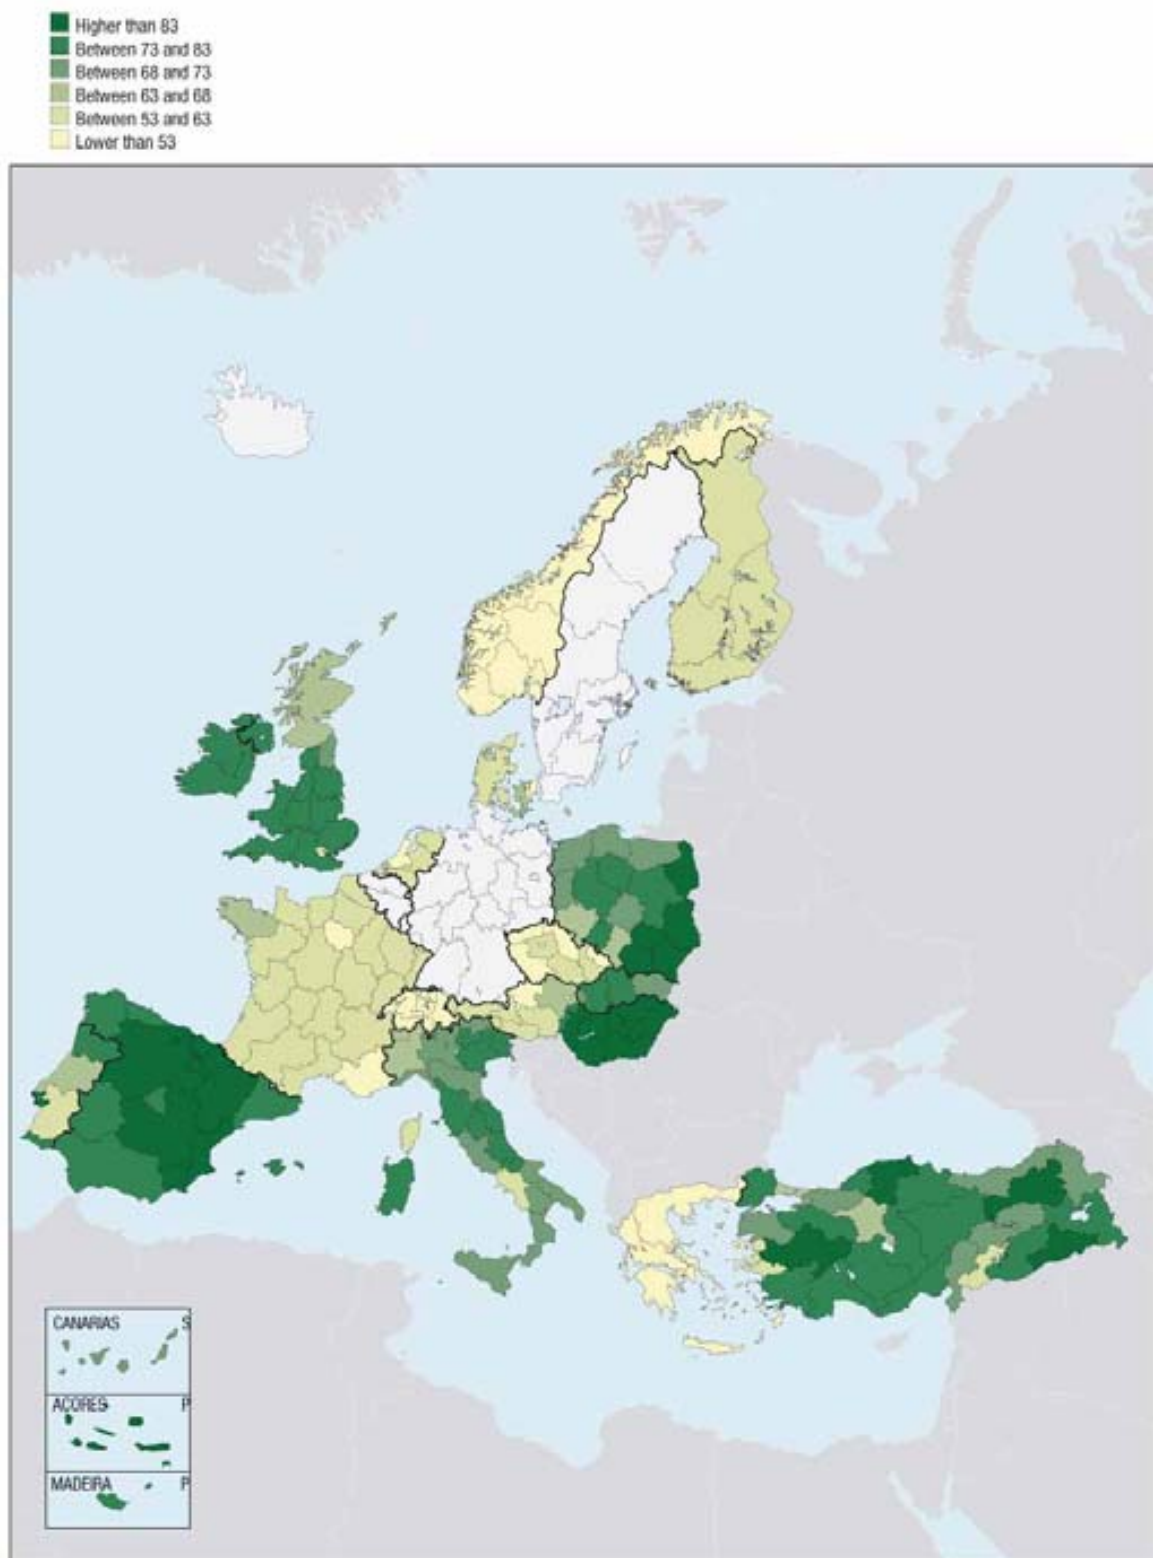 Higher than 83
Between 73 and 83
Between 68 and 73
Between 63 and 68
Between 53 and 63
Lower than 53
CANARIAS S
AÇORES P
MADEIRA P